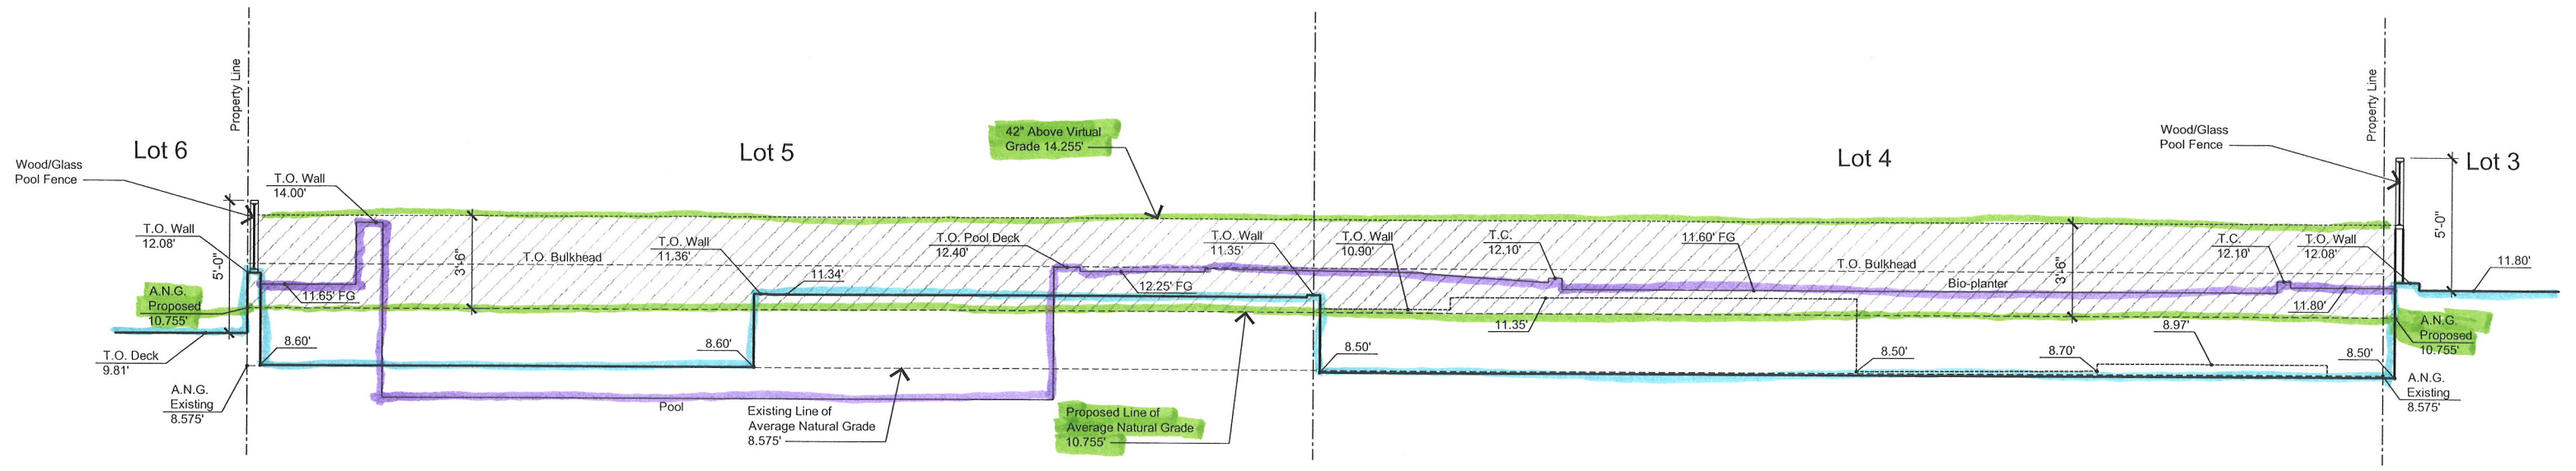 Lot 6
Wood/Glass
Pool Fence
T.O. Wall
12.08'
A.N.G.
Proposed
10.755'
T.O. Deck
9.81'
A.N.G.
Existing
8.575'
Property Line
5'-0"
T.O. Wall
14.00'
11.65' FG
8.60'
3'-6"
T.O. Bulkhead
Lot 5
T.O. Wall
11.36'
11.34'
8.60'
Pool
Existing Line of
Average Natural Grade
8.575'
T.O. Pool Deck
12.40'
42" Above Virtual
Grade 14.255'
12.25' FG
Proposed Line of
Average Natural Grade
10.755'
T.O. Wall
11.35'
T.O. Wall
10.90'
8.50'
T.C.
12.10'
11.35'
11.60' FG
Lot 4
T.O. Bulkhead
Bio-planter
8.50'
8.70'
8.97'
3'-6"
Wood/Glass
Pool Fence
T.C.
12.10'
T.O. Wall
12.08'
11.80'
8.50'
Property Line
5'-0"
Lot 3
11.80'
A.N.G.
Proposed
10.755'
A.N.G.
Existing
8.575'